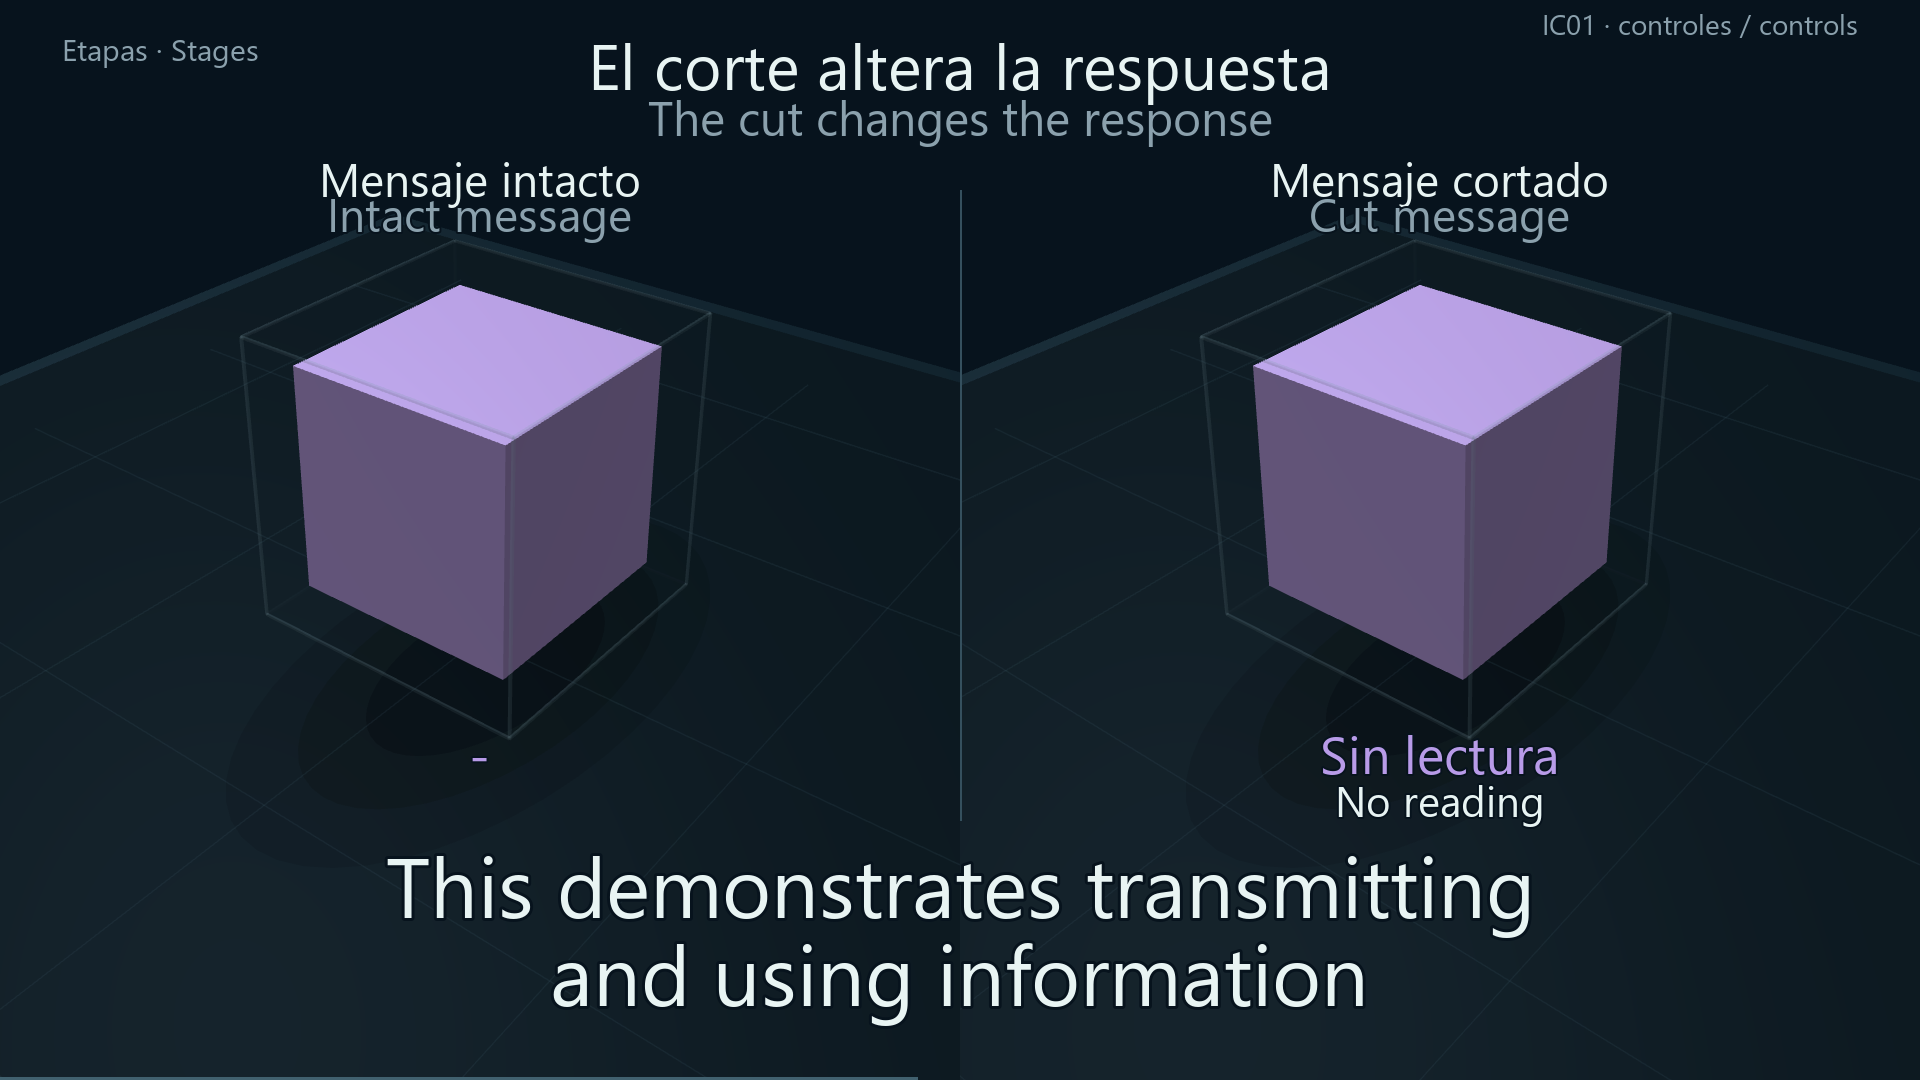 Etapas · Stages
IC01 · controles / controls
El corte altera la respuesta
The cut changes the response
Mensaje intacto
Intact message
Mensaje cortado
Cut message
-
Sin lectura
No reading
This demonstrates transmitting
and using information